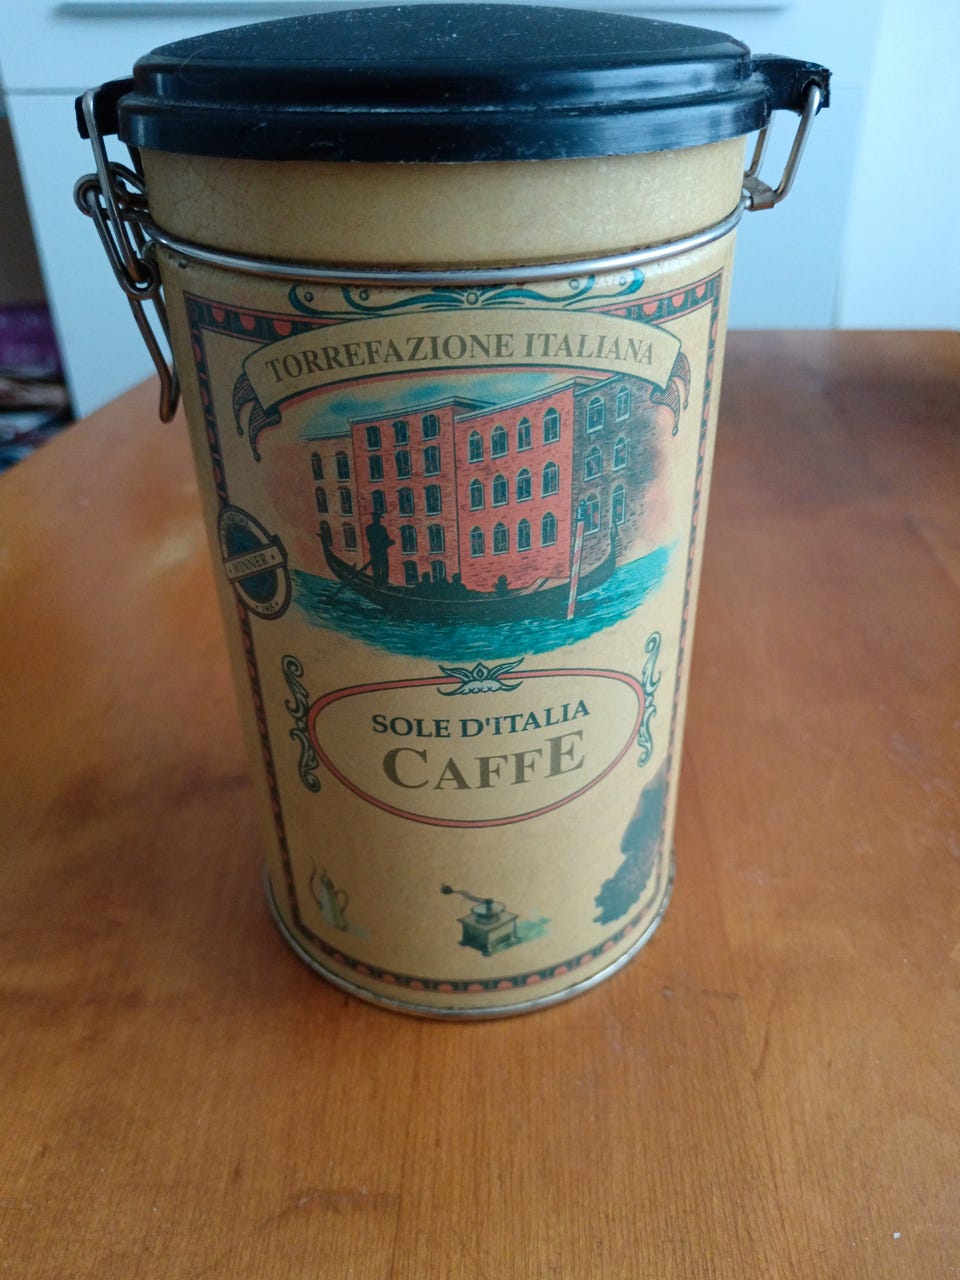 TORREFAZIONE ITALIANA
WINNER
SOLE D'ITALIA
CAFFE